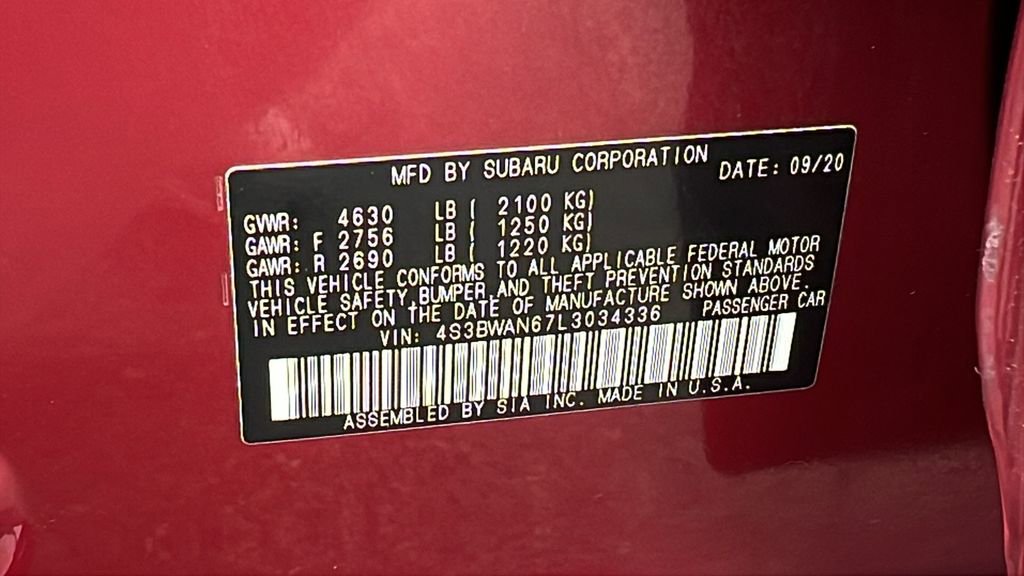 MFD BY SUBARU CORPORATION DATE: 09/20
GVWR: 4630 LB ( 2100 KG)
GAWR: F 2756 LB ( 1250 KG)
GAWR: R 2690 LB ( 1220 KG)
THIS VEHICLE CONFORMS TO ALL APPLICABLE FEDERAL MOTOR
VEHICLE SAFETY, BUMPER, AND THEFT PREVENTION STANDARDS
IN EFFECT ON THE DATE OF MANUFACTURE SHOWN ABOVE.
VIN: 4S3BWAN67L3034336 PASSENGER CAR
ASSEMBLED BY SIA INC. MADE IN U.S.A.